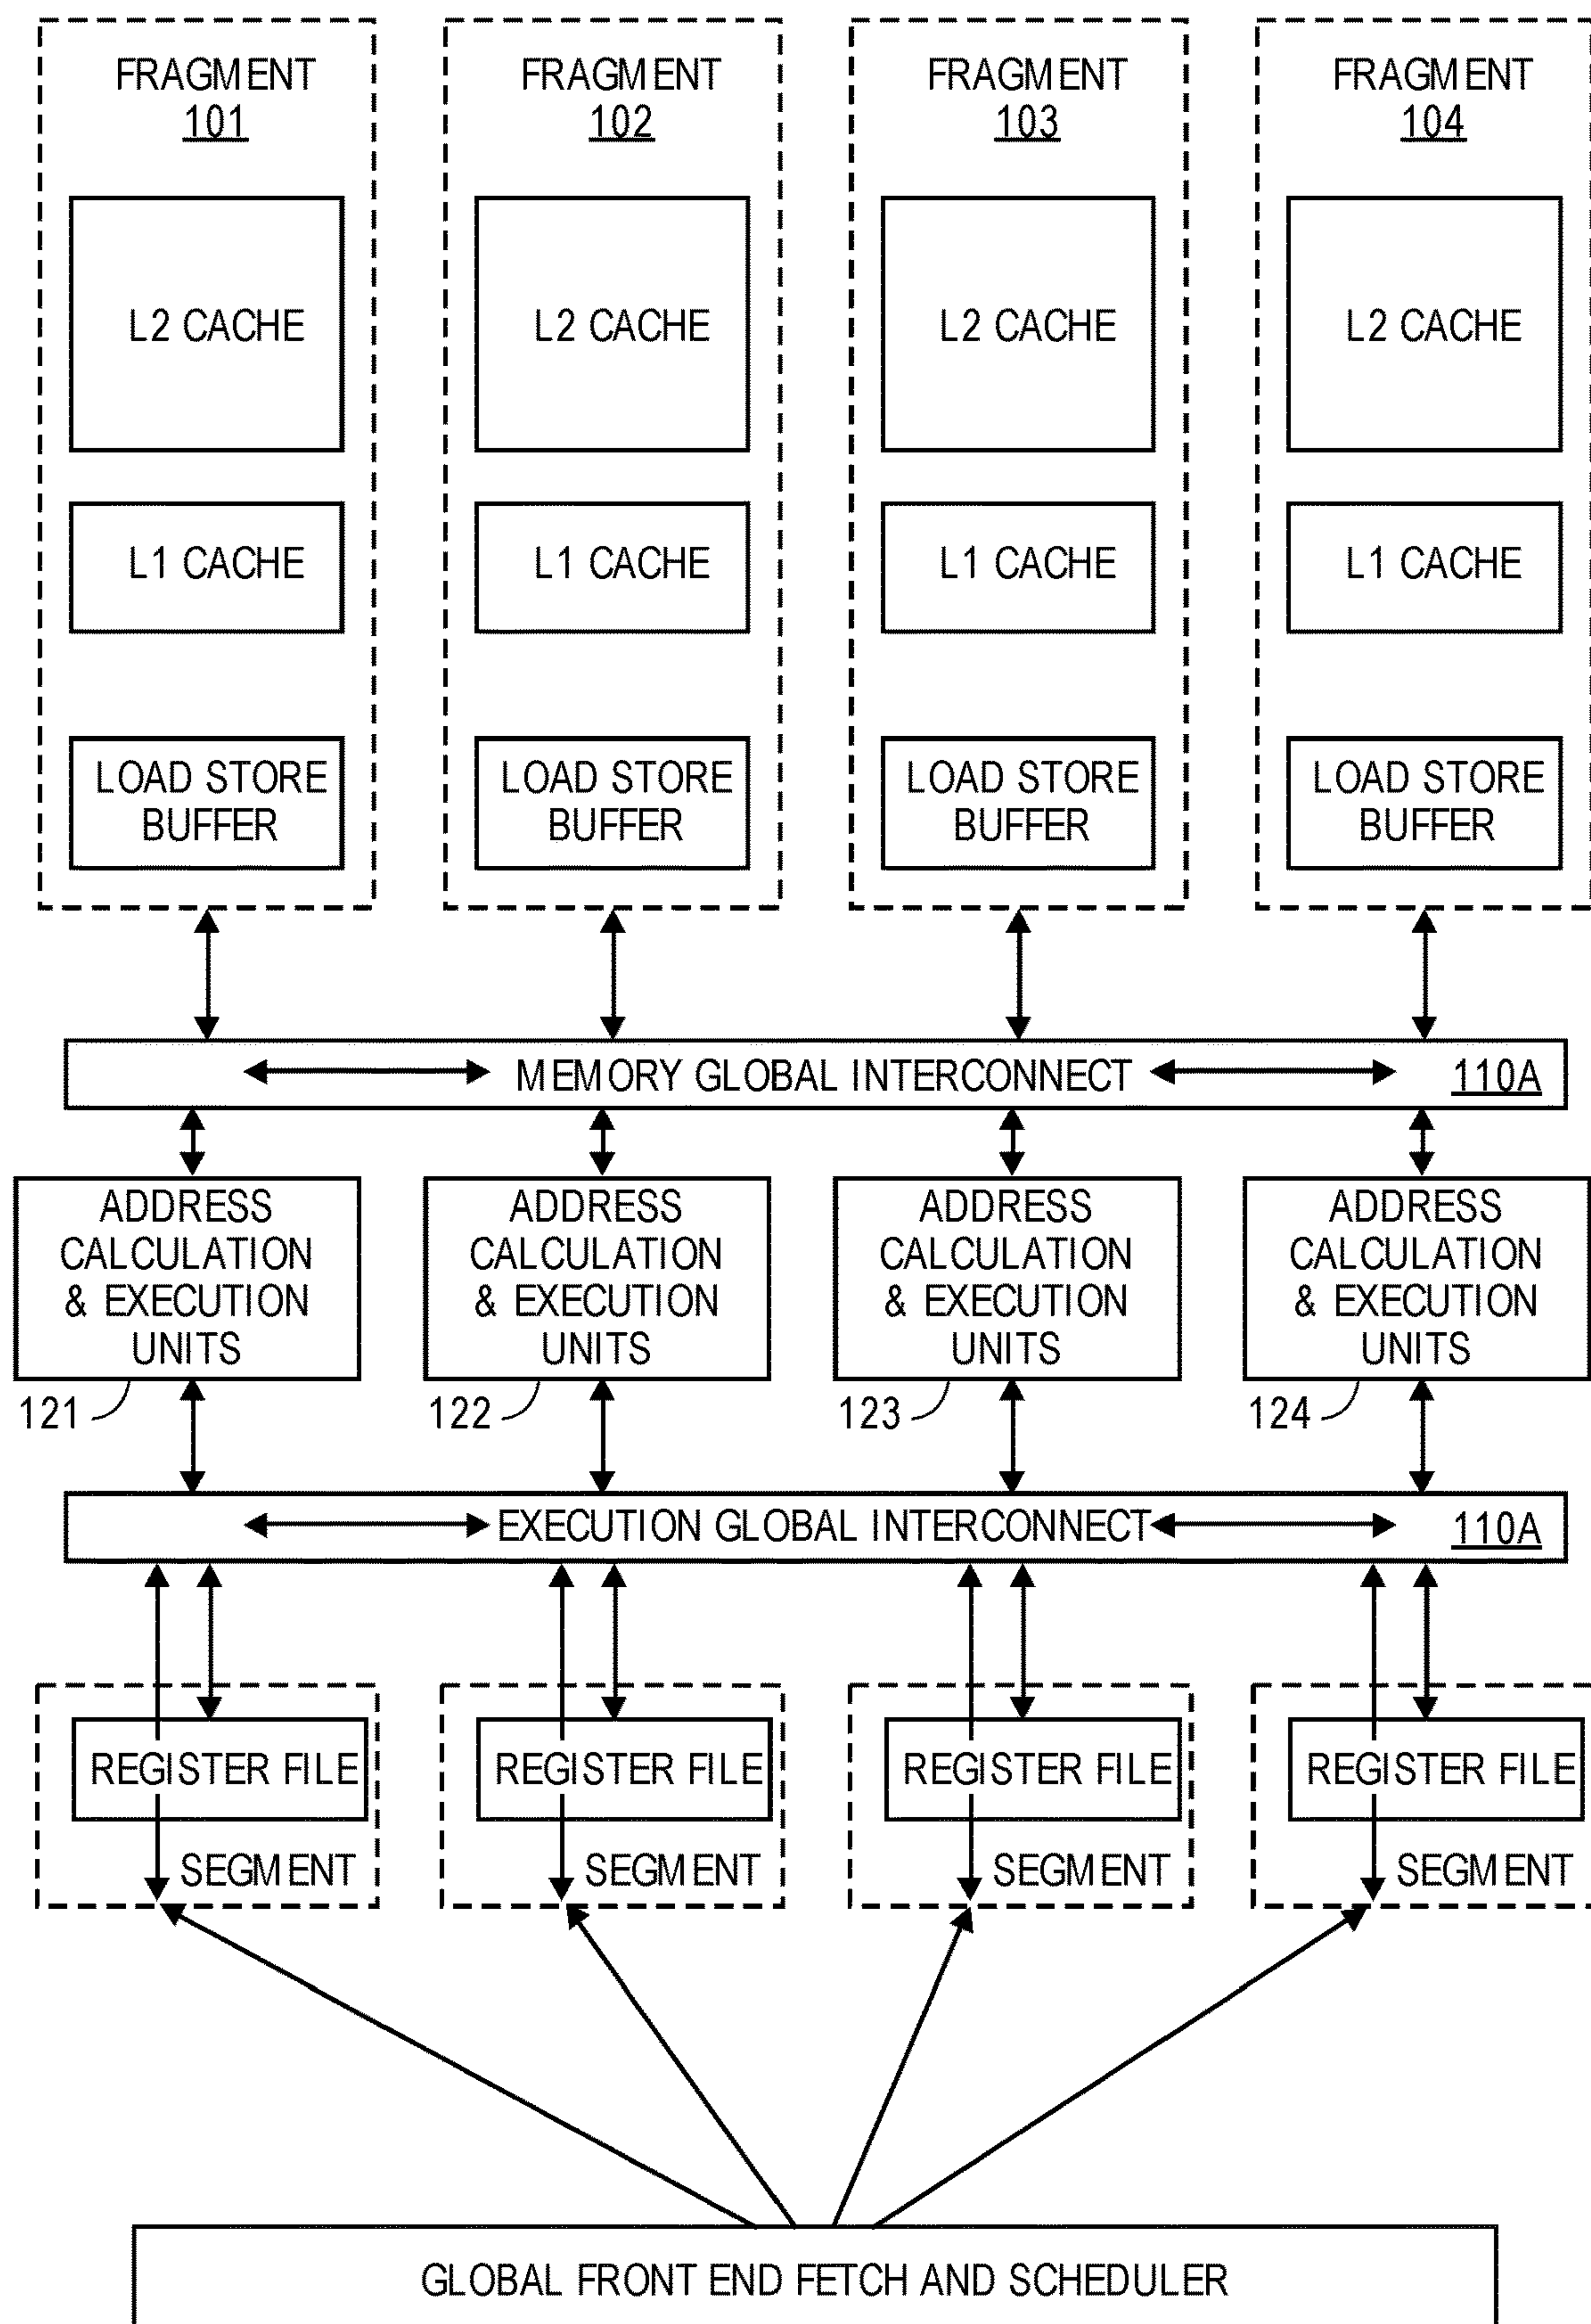 FRAGMENT FRAGMENT FRAGMENT FRAGMENT
101 102 103 104
L2 CACHE L2 CACHE L2 CACHE L2 CACHE
L1 CACHE L1 CACHE L1 CACHE L1 CACHE
LOAD STORE LOAD STORE LOAD STORE LOAD STORE
BUFFER BUFFER BUFFER BUFFER
MEMORY GLOBAL INTERCONNECT 110A
ADDRESS ADDRESS ADDRESS ADDRESS
CALCULATION CALCULATION CALCULATION CALCULATION
& EXECUTION & EXECUTION & EXECUTION & EXECUTION
UNITS UNITS UNITS UNITS
121 122 123 124
EXECUTION GLOBAL INTERCONNECT 110A
REGISTER FILE REGISTER FILE REGISTER FILE REGISTER FILE
SEGMENT SEGMENT SEGMENT SEGMENT
GLOBAL FRONT END FETCH AND SCHEDULER